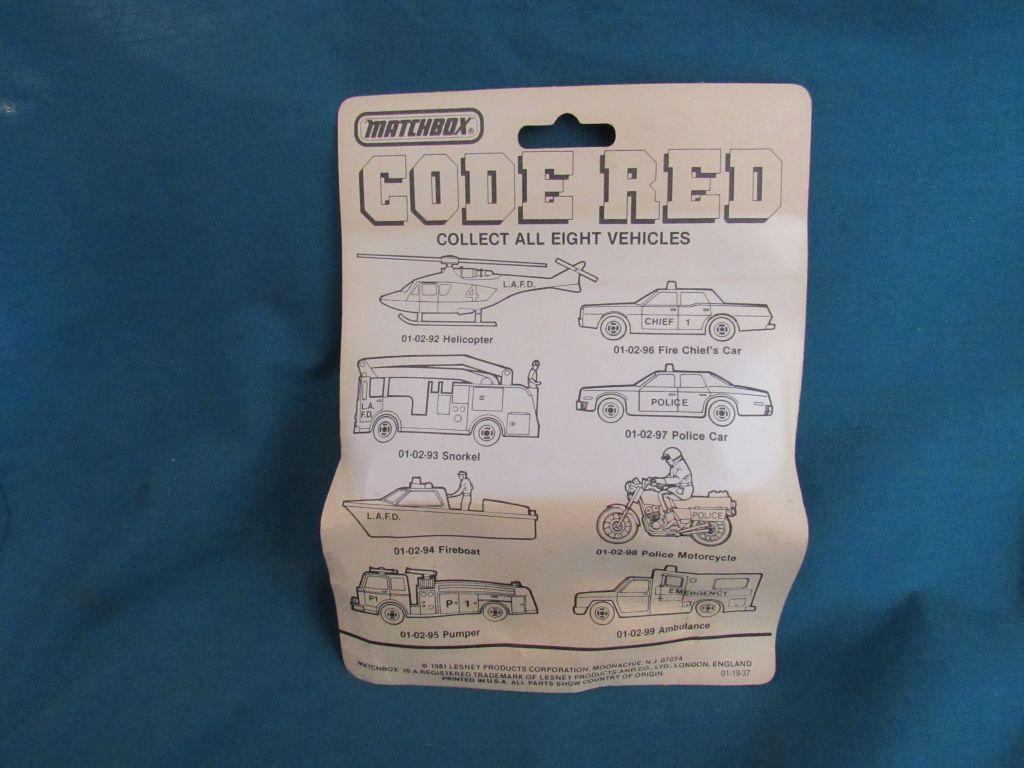 MATCHBOX®
CODE RED
COLLECT ALL EIGHT VEHICLES
4 L.A.F.D.
01-02-92 Helicopter
CHIEF 1
01-02-96 Fire Chief's Car
L.A.
F.D.
01-02-93 Snorkel
POLICE
01-02-97 Police Car
L.A.F.D.
01-02-94 Fireboat
POLICE
01-02-98 Police Motorcycle
P1 P-1
01-02-95 Pumper
EMERGENCY
01-02-99 Ambulance
© 1981 LESNEY PRODUCTS CORPORATION, MOONACHIE, N.J. 07074
MATCHBOX® IS A REGISTERED TRADEMARK OF LESNEY PRODUCTS AND CO., LTD., LONDON, ENGLAND
PRINTED IN U.S.A. ALL PARTS SHOW COUNTRY OF ORIGIN.
01-19-37